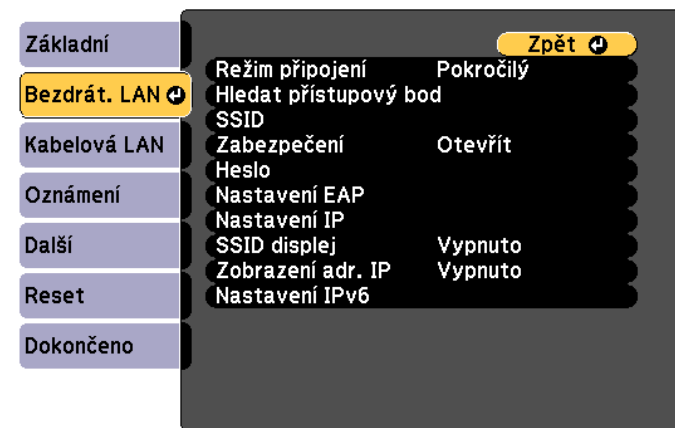 Základní
Bezdrát. LAN
Kabelová LAN
Oznámení
Další
Reset
Dokončeno
Zpět
Režim připojení Pokročilý
Hledat přístupový bod
SSID
Zabezpečení Otevřít
Heslo
Nastavení EAP
Nastavení IP
SSID displej Vypnuto
Zobrazení adr. IP Vypnuto
Nastavení IPv6